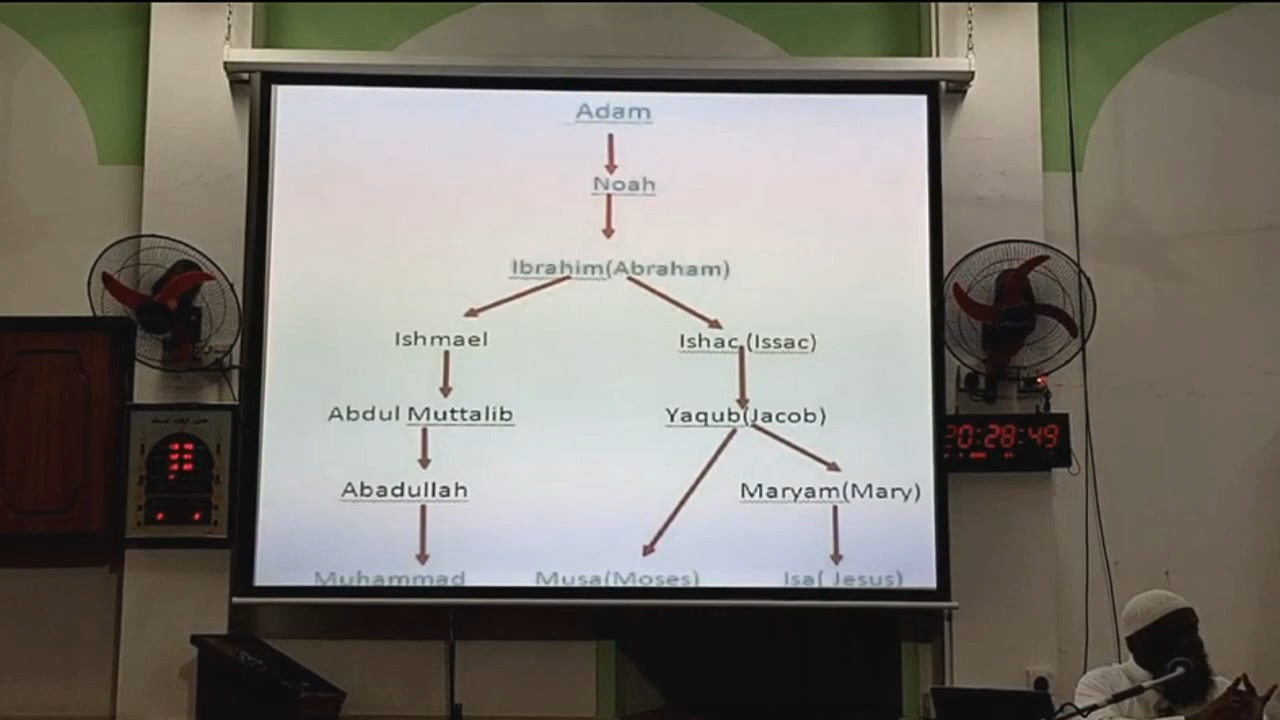 Adam
Noah
Ibrahim(Abraham)
Ishmael
Ishac (Issac)
Abdul Muttalib
Yaqub(Jacob)
Abadullah
Maryam(Mary)
Muhammad
Musa(Moses)
Isa( Jesus)
20:28:49